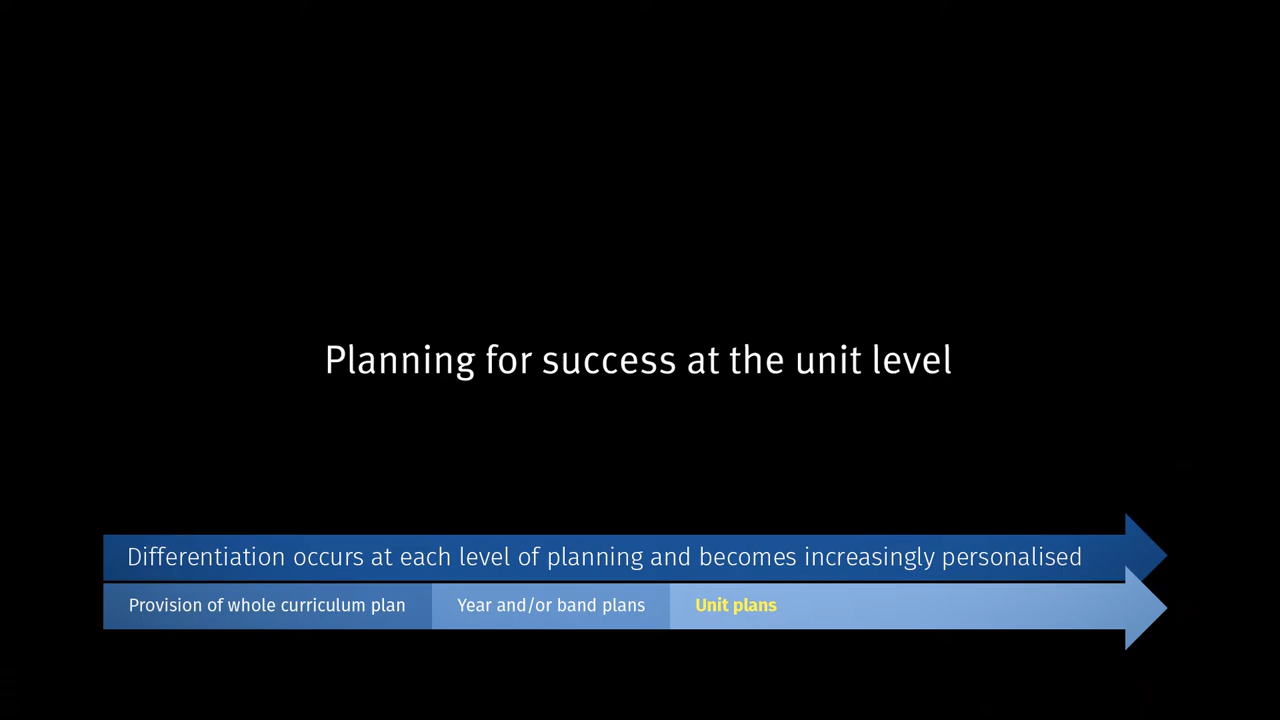 Planning for success at the unit level
Differentiation occurs at each level of planning and becomes increasingly personalised
Provision of whole curriculum plan
Year and/or band plans
Unit plans